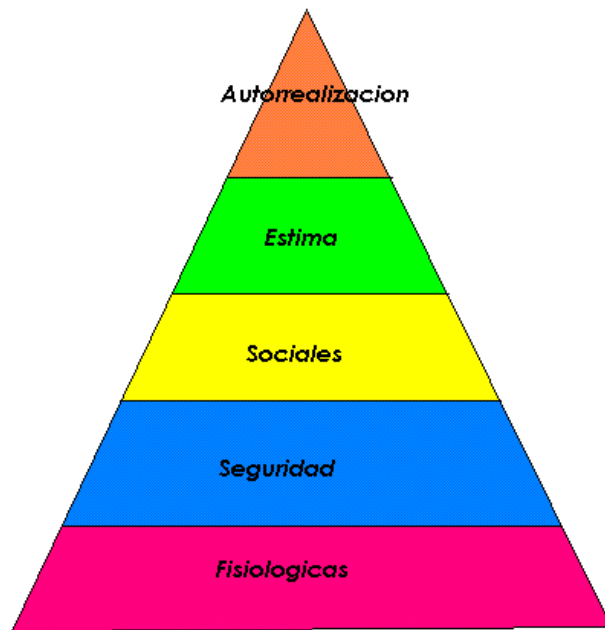 Autorrealizacion
Estima
Sociales
Seguridad
Fisiologicas